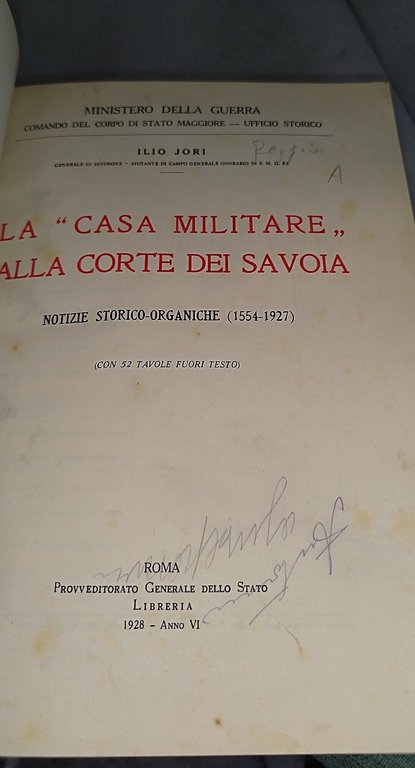 MINISTERO DELLA GUERRA
COMANDO DEL CORPO DI STATO MAGGIORE — UFFICIO STORICO
ILIO JORI
GENERALE DI DIVISIONE - AIUTANTE DI CAMPO GENERALE ONORARIO DI S. M. IL RE
A
LA "CASA MILITARE„
ALLA CORTE DEI SAVOIA
NOTIZIE STORICO-ORGANICHE (1554-1927)
(CON 52 TAVOLE FUORI TESTO)
ROMA
PROVVEDITORATO GENERALE DELLO STATO
LIBRERIA
1928 - ANNO VI